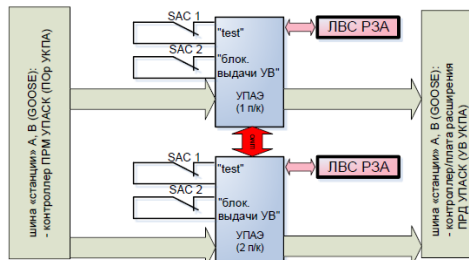 шина «станции» A, B (GOOSE):
- контроллер ПРМ УПАСК (ПОр УКПА)
SAC 1
"test"
SAC 2
"блок.
выдачи УВ"
УПАЭ
(1 п/к)
ЛВС РЗА
SAC 1
"test"
SAC 2
"блок.
выдачи УВ"
УПАЭ
(2 п/к)
ЛВС РЗА
шина «станции» A, B (GOOSE):
- контроллер/плата расширения
ПРД УПАСК (УВ УКПА)